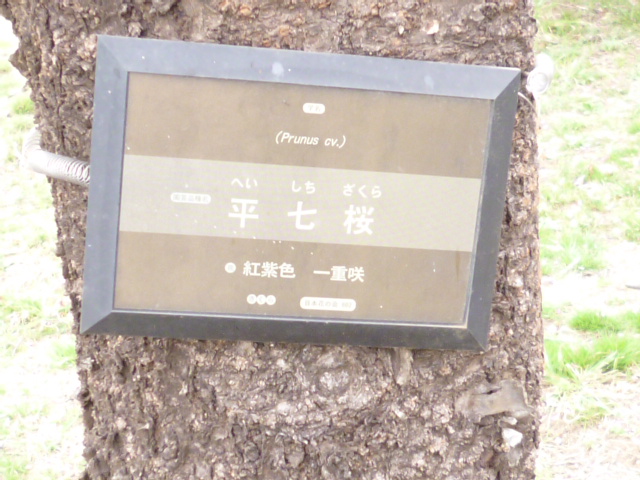 (Prunus cv.)
へい しち ざくら
平七桜
紅紫色 一重咲